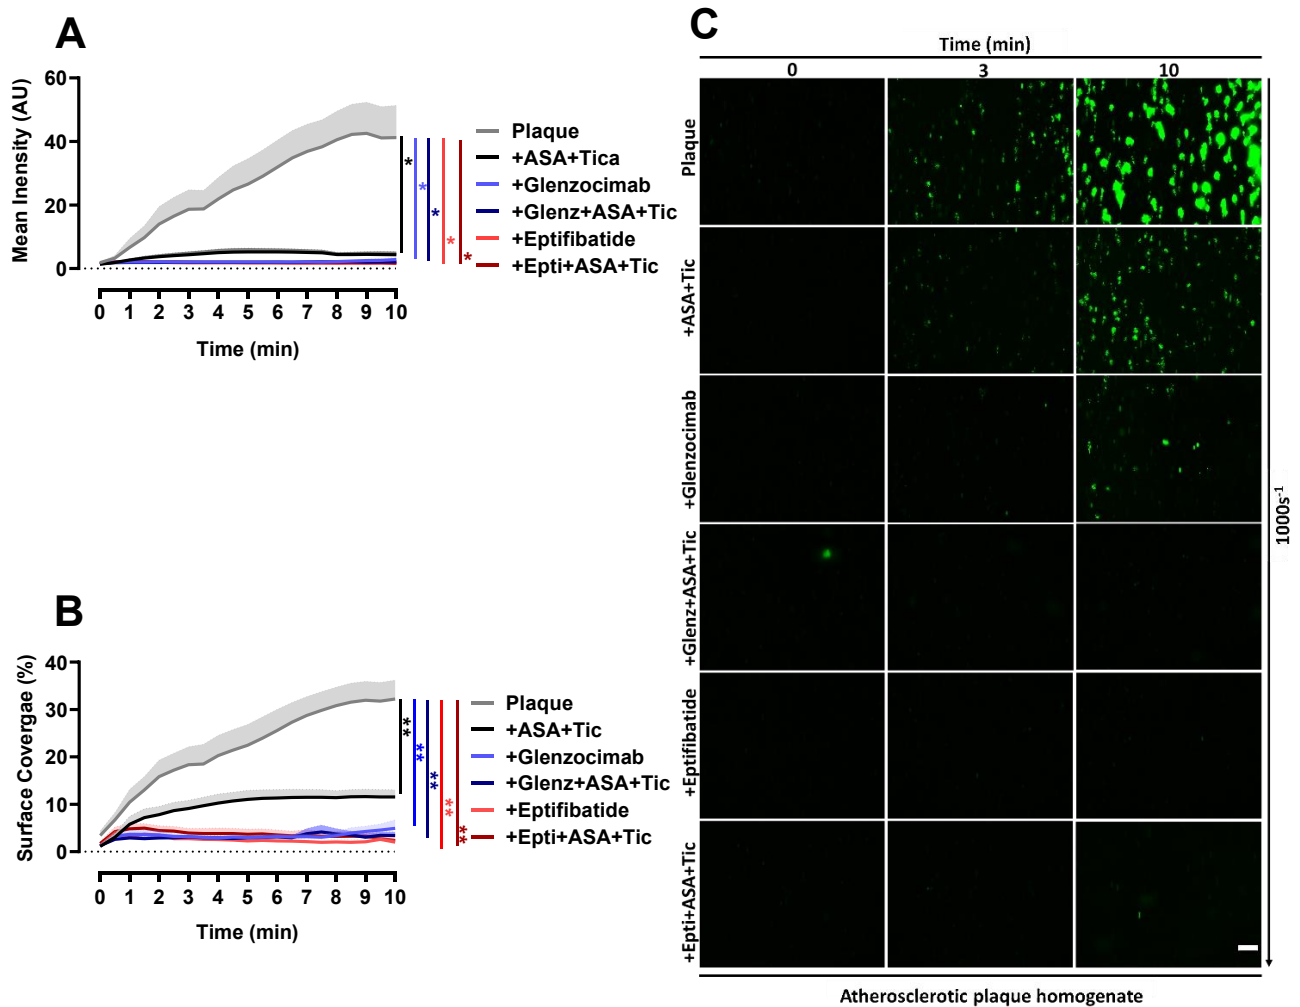 A
60
40
20
0
Mean Inensity (AU)
0 1 2 3 4 5 6 7 8 9 10
Time (min)
*
*
*
*
*
Plaque
+ASA+Tica
+Glenzocimab
+Glenz+ASA+Tic
+Eptifibatide
+Epti+ASA+Tic
B
40
30
20
10
0
Surface Covergae (%)
0 1 2 3 4 5 6 7 8 9 10
Time (min)
**
**
**
**
**
Plaque
+ASA+Tic
+Glenzocimab
+Glenz+ASA+Tic
+Eptifibatide
+Epti+ASA+Tic
C
Time (min)
0 3 10
Plaque
+ASA+Tic
+Glenzocimab
+Glenz+ASA+Tic
+Eptifibatide
+Epti+ASA+Tic
1000s⁻¹
Atherosclerotic plaque homogenate